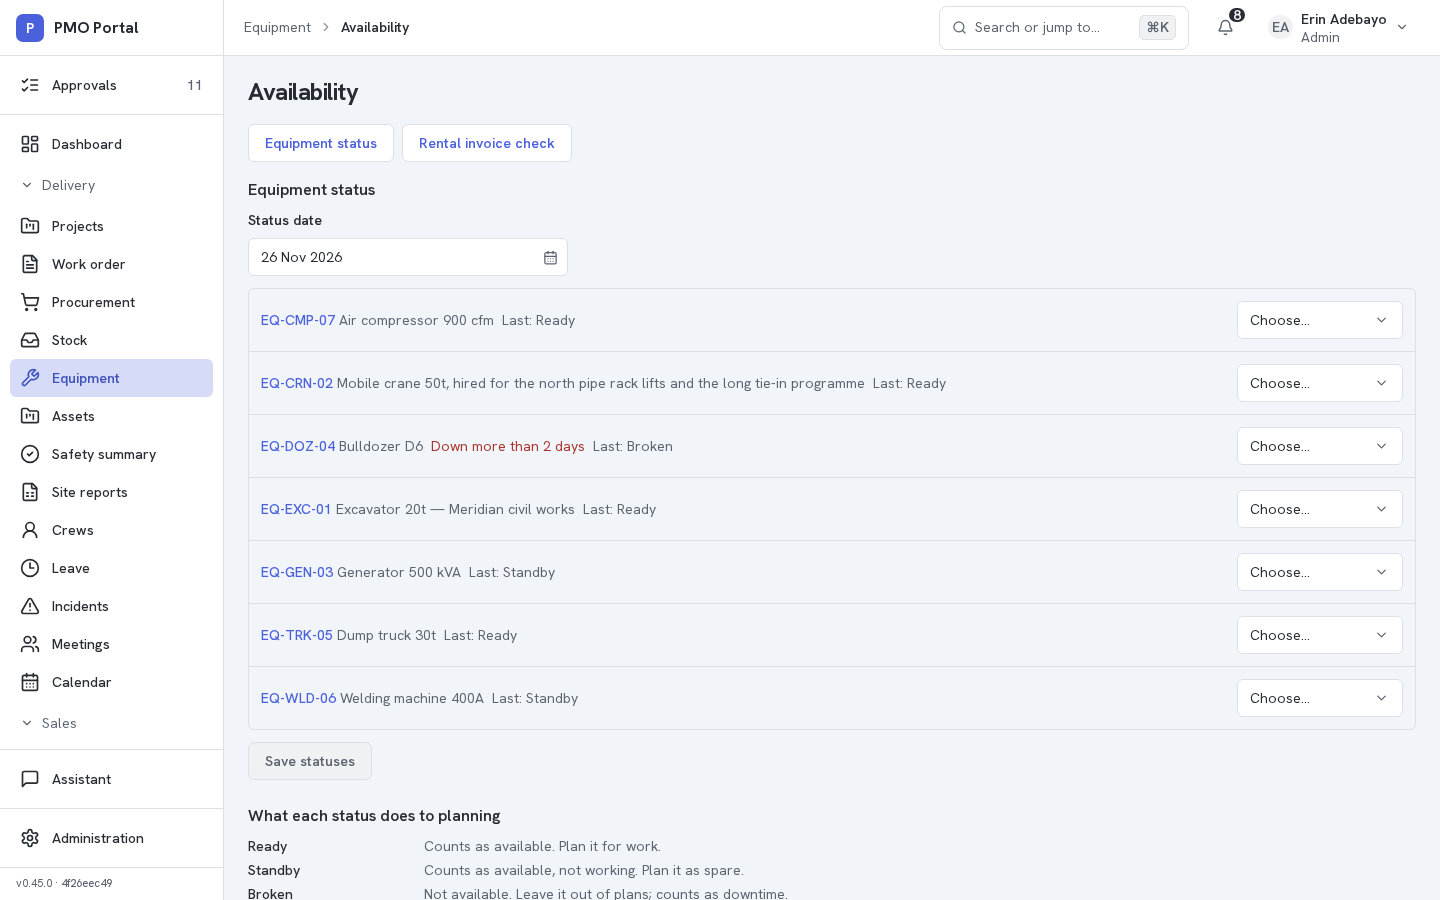 P PMO Portal
Equipment > Availability
Search or jump to... ⌘K
8
EA Erin Adebayo
Admin
Approvals 11
Dashboard
Delivery
Projects
Work order
Procurement
Stock
Equipment
Assets
Safety summary
Site reports
Crews
Leave
Incidents
Meetings
Calendar
Sales
Assistant
Administration
v0.45.0 · 4f26eec49
Availability
Equipment status Rental invoice check
Equipment status
Status date
26 Nov 2026
EQ-CMP-07 Air compressor 900 cfm Last: Ready Choose...
EQ-CRN-02 Mobile crane 50t, hired for the north pipe rack lifts and the long tie-in programme Last: Ready Choose...
EQ-DOZ-04 Bulldozer D6 Down more than 2 days Last: Broken Choose...
EQ-EXC-01 Excavator 20t — Meridian civil works Last: Ready Choose...
EQ-GEN-03 Generator 500 kVA Last: Standby Choose...
EQ-TRK-05 Dump truck 30t Last: Ready Choose...
EQ-WLD-06 Welding machine 400A Last: Standby Choose...
Save statuses
What each status does to planning
Ready Counts as available. Plan it for work.
Standby Counts as available, not working. Plan it as spare.
Broken Not available. Leave it out of plans; counts as downtime.